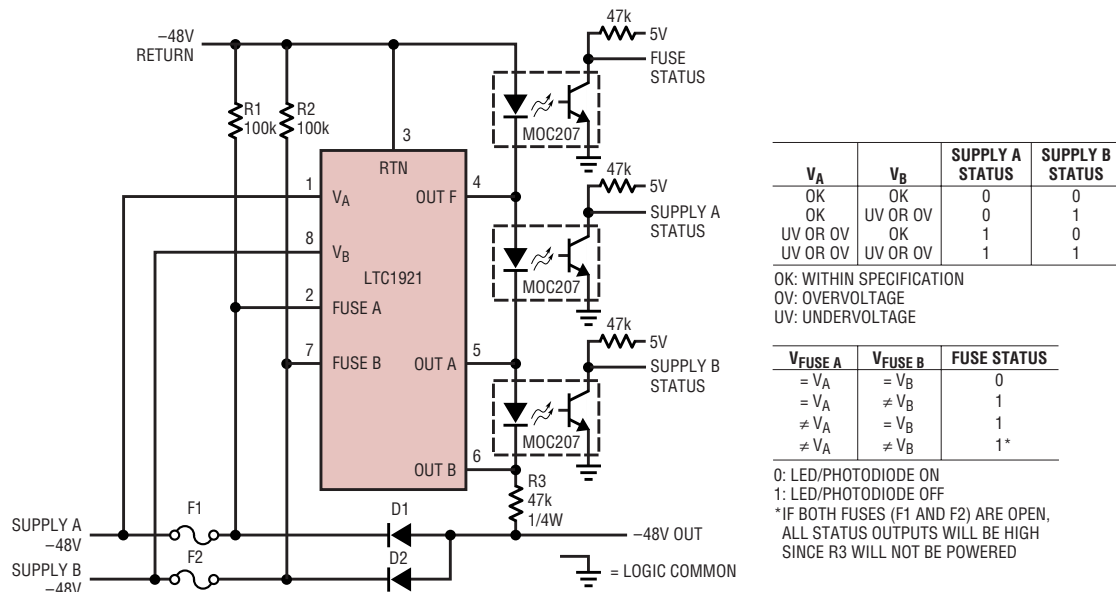 47k
5V
–48V
RETURN
FUSE
STATUS
R1
100k
R2
100k
3
MOC207
RTN
1
VA
OUT F
4
47k
5V
SUPPLY A
STATUS
8
VB
LTC1921
MOC207
2
FUSE A
47k
5V
7
FUSE B
OUT A
5
SUPPLY B
STATUS
MOC207
OUT B
6
R3
47k
1/4W
F1
D1
SUPPLY A
–48V
–48V OUT
F2
D2
SUPPLY B
–48V
= LOGIC COMMON
VA VB SUPPLY A STATUS SUPPLY B STATUS
OK OK 0 0
OK UV OR OV 0 1
UV OR OV OK 1 0
UV OR OV UV OR OV 1 1
OK: WITHIN SPECIFICATION
OV: OVERVOLTAGE
UV: UNDERVOLTAGE
VFUSE A VFUSE B FUSE STATUS
= VA = VB 0
= VA ≠ VB 1
≠ VA = VB 1
≠ VA ≠ VB 1*
0: LED/PHOTODIODE ON
1: LED/PHOTODIODE OFF
*IF BOTH FUSES (F1 AND F2) ARE OPEN,
ALL STATUS OUTPUTS WILL BE HIGH
SINCE R3 WILL NOT BE POWERED